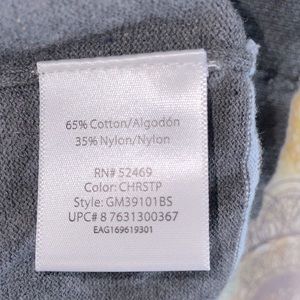 65% Cotton/Algodón
35% Nylon/Nylon
RN# 52469
Color: CHRSTP
Style: GM39101BS
UPC# 8 7631300367
EAG169619301